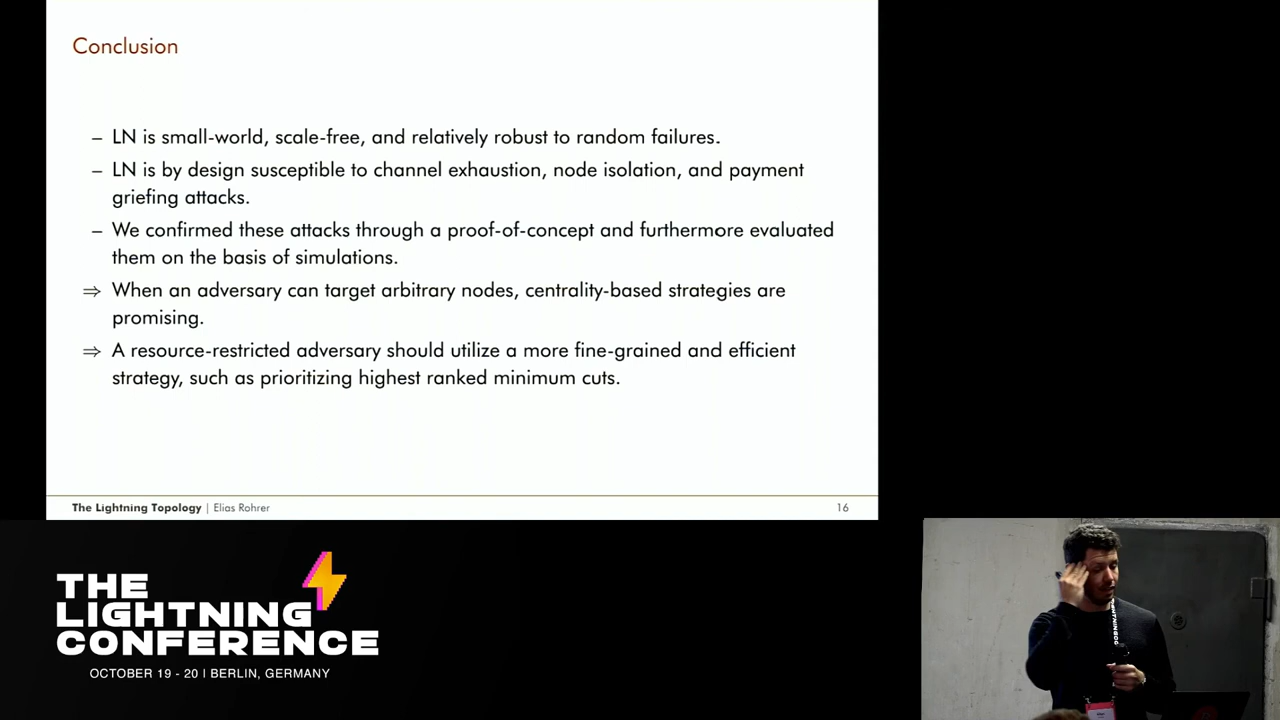 Conclusion
– LN is small-world, scale-free, and relatively robust to random failures.
– LN is by design susceptible to channel exhaustion, node isolation, and payment
griefing attacks.
– We confirmed these attacks through a proof-of-concept and furthermore evaluated
them on the basis of simulations.
⇒ When an adversary can target arbitrary nodes, centrality-based strategies are
promising.
⇒ A resource-restricted adversary should utilize a more fine-grained and efficient
strategy, such as prioritizing highest ranked minimum cuts.
The Lightning Topology | Elias Rohrer 16
THE
LIGHTNING
CONFERENCE
OCTOBER 19 - 20 | BERLIN, GERMANY